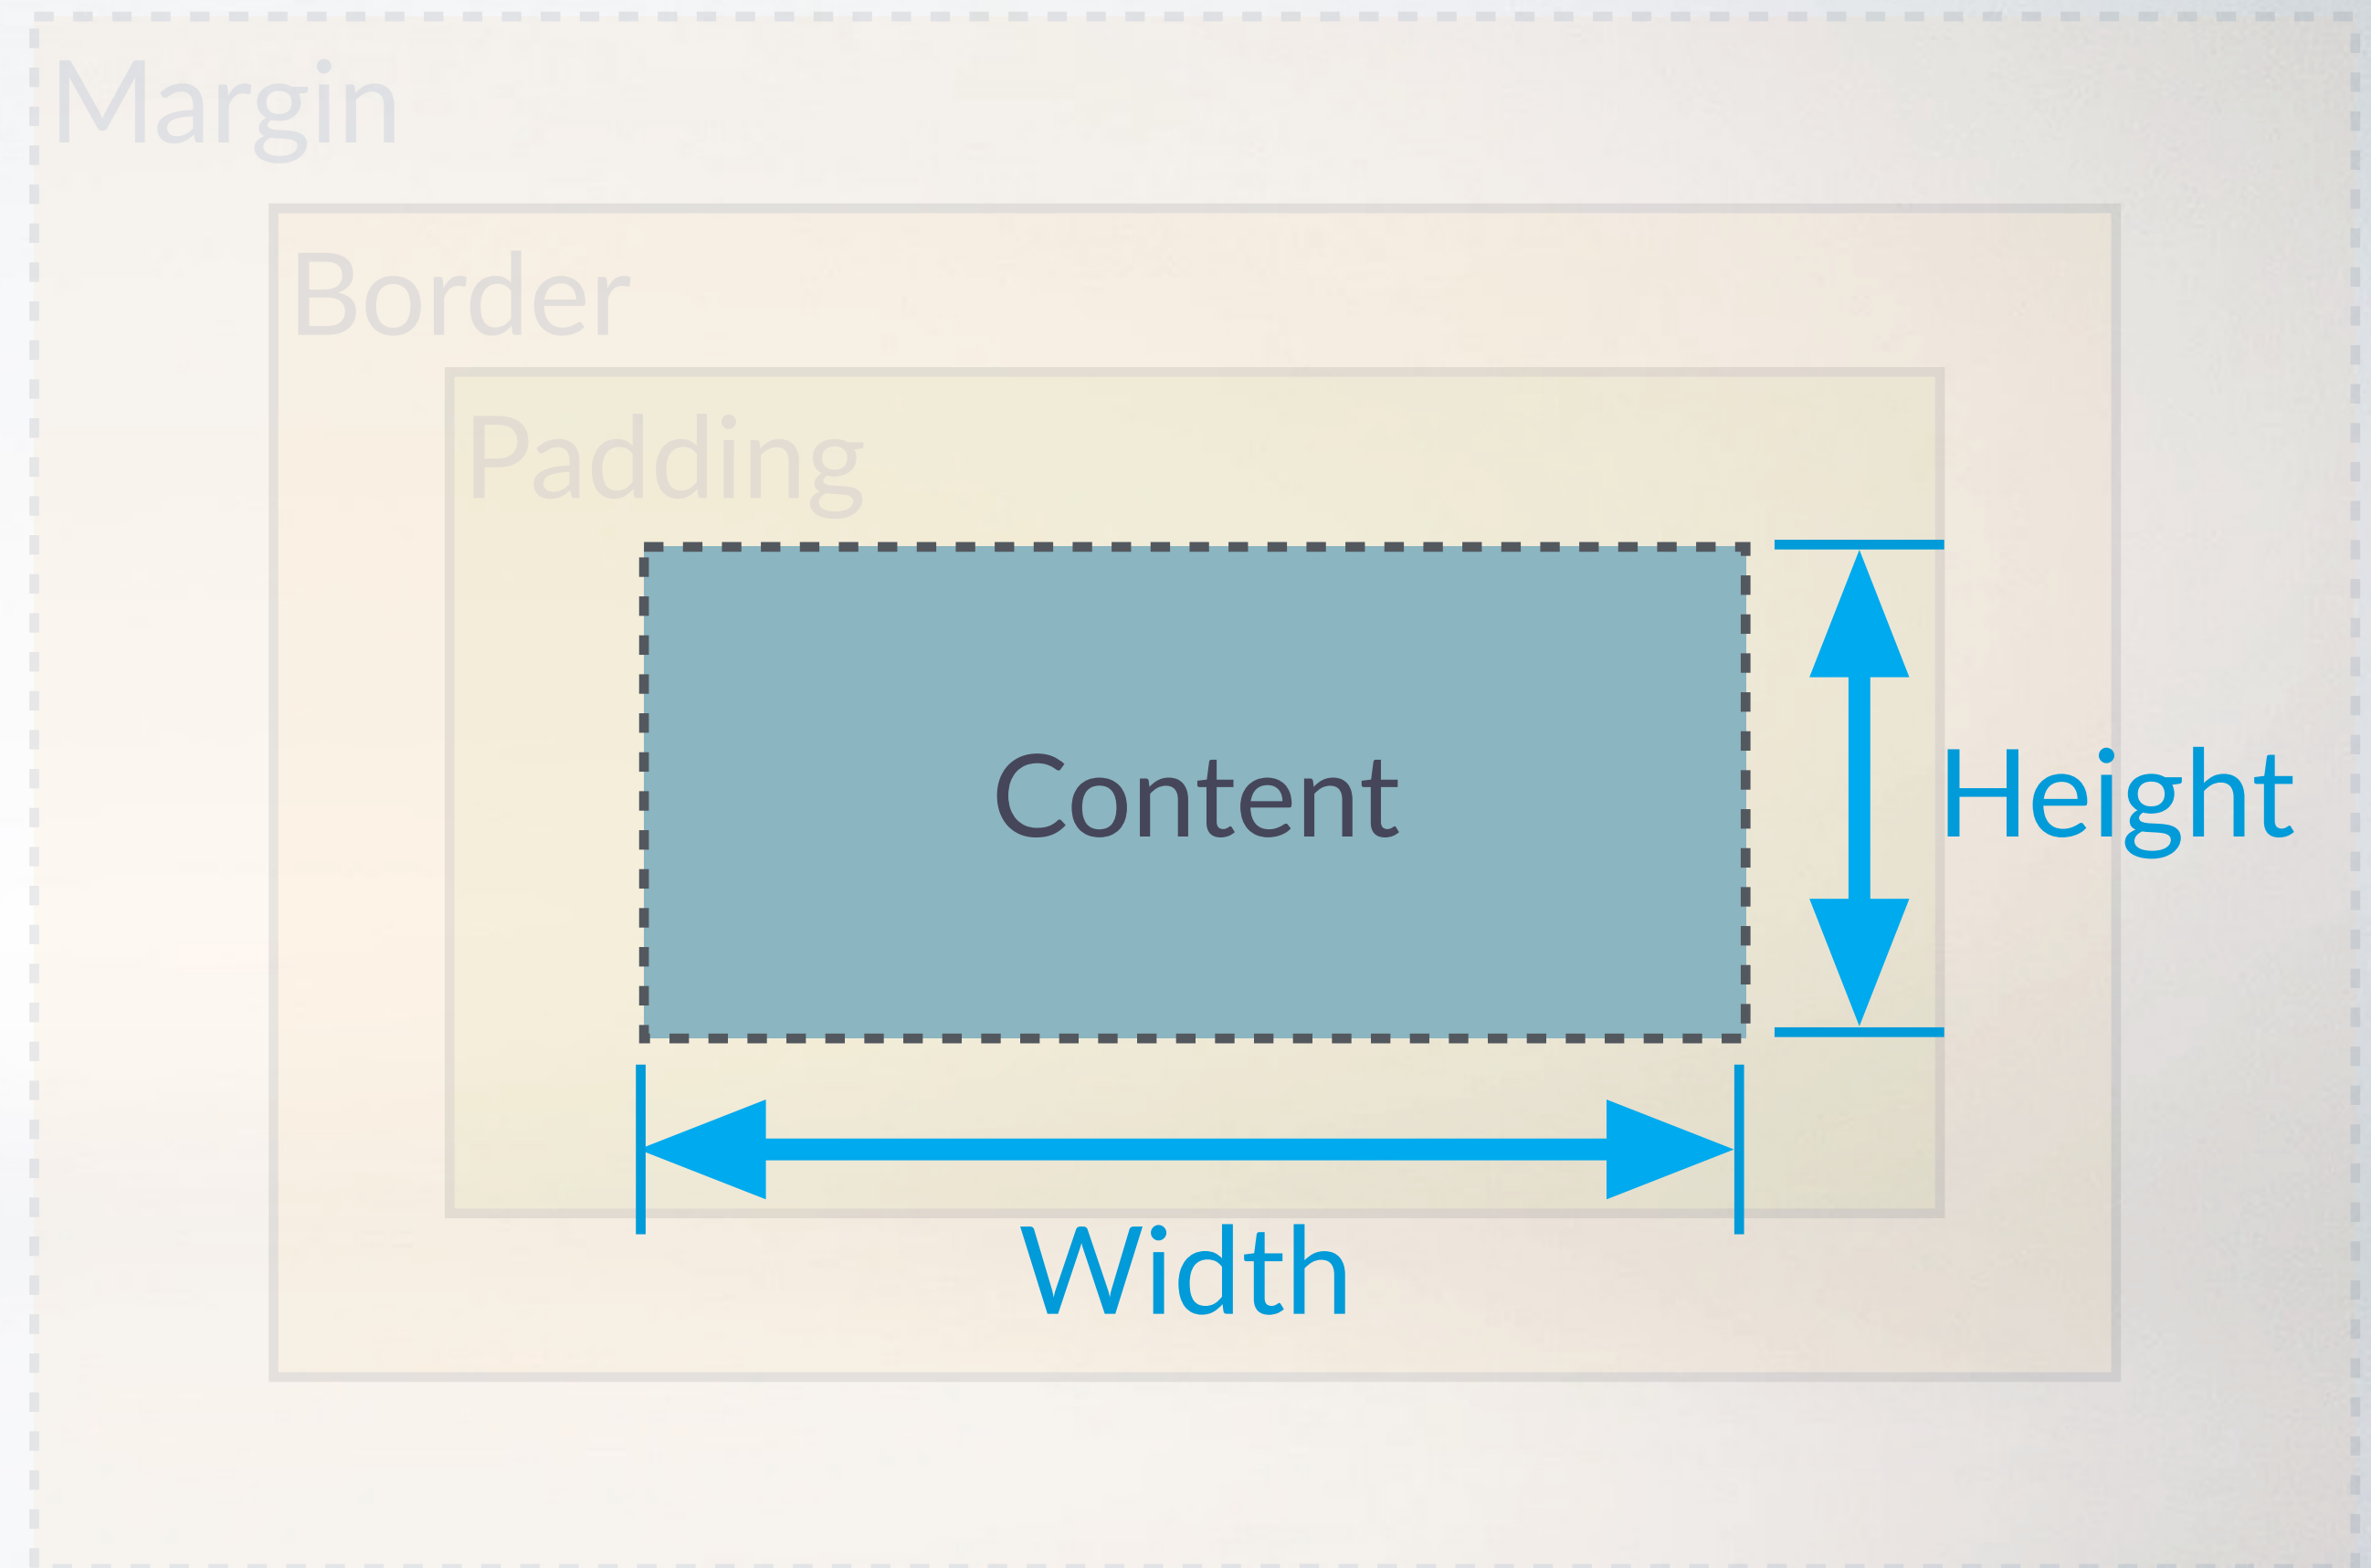 Margin
Border
Padding
Content
Height
Width